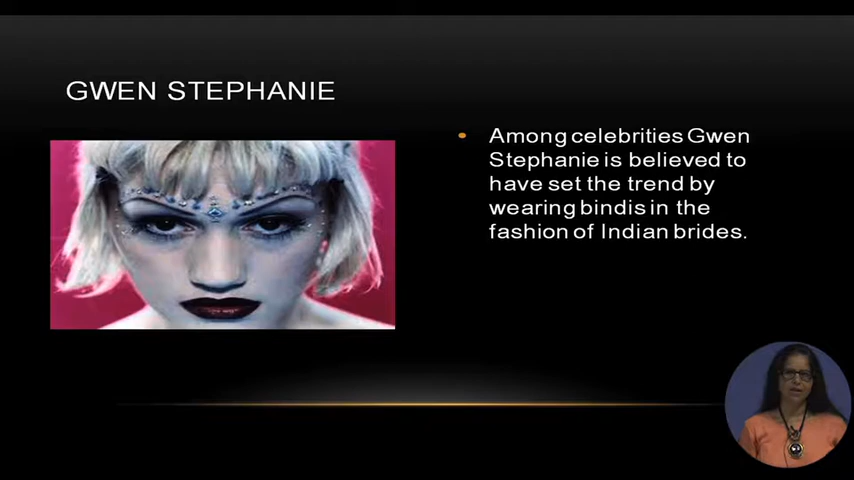 GWEN STEPHANIE
Among celebrities Gwen
Stephanie is believed to
have set the trend by
wearing bindis in the
fashion of Indian brides.